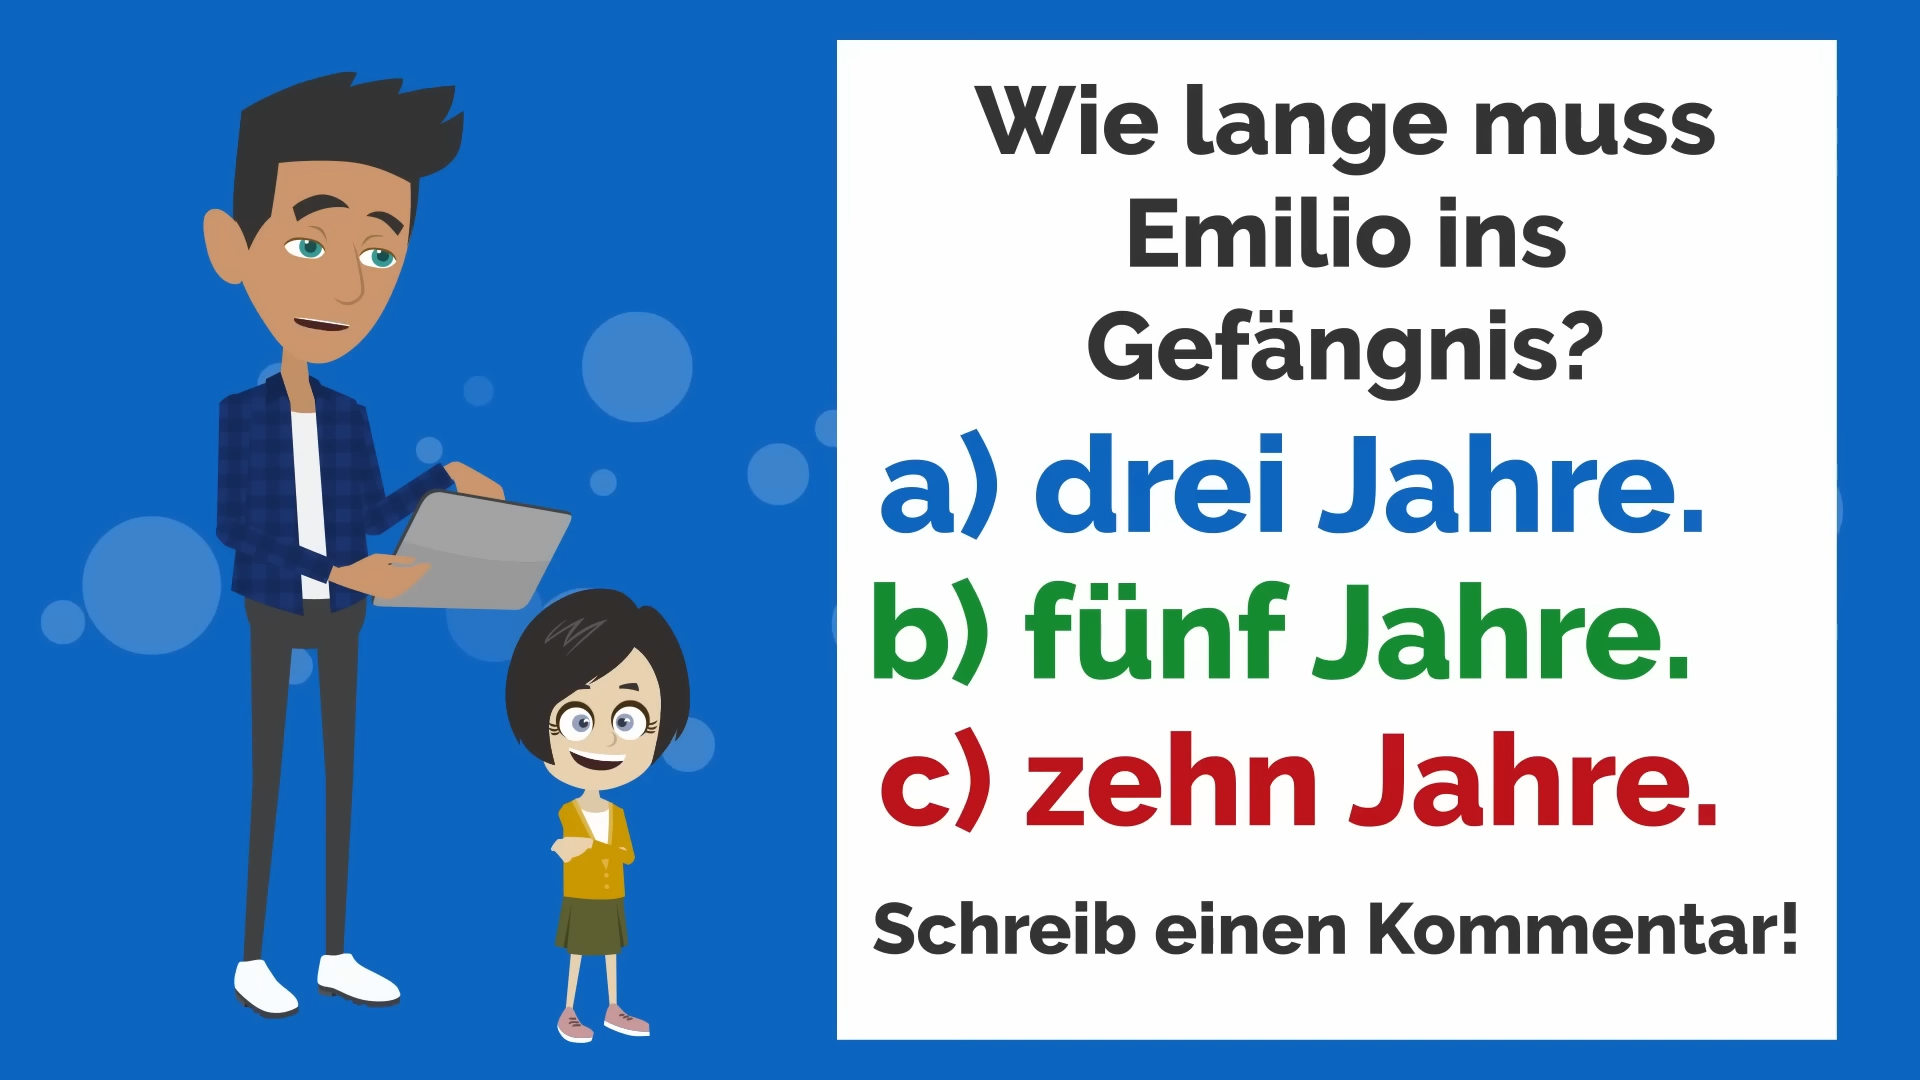 Wie lange muss
Emilio ins
Gefängnis?
a) drei Jahre.
b) fünf Jahre.
c) zehn Jahre.
Schreib einen Kommentar!